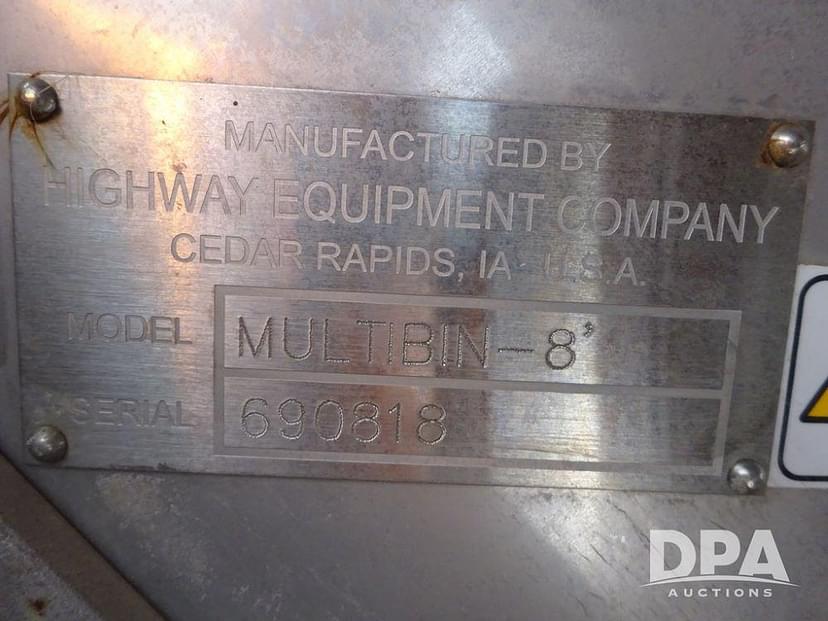 MANUFACTURED BY
HIGHWAY EQUIPMENT COMPANY
CEDAR RAPIDS, IA U.S.A.
MODEL MULTIBIN-8'
SERIAL 690818
DPA
AUCTIONS